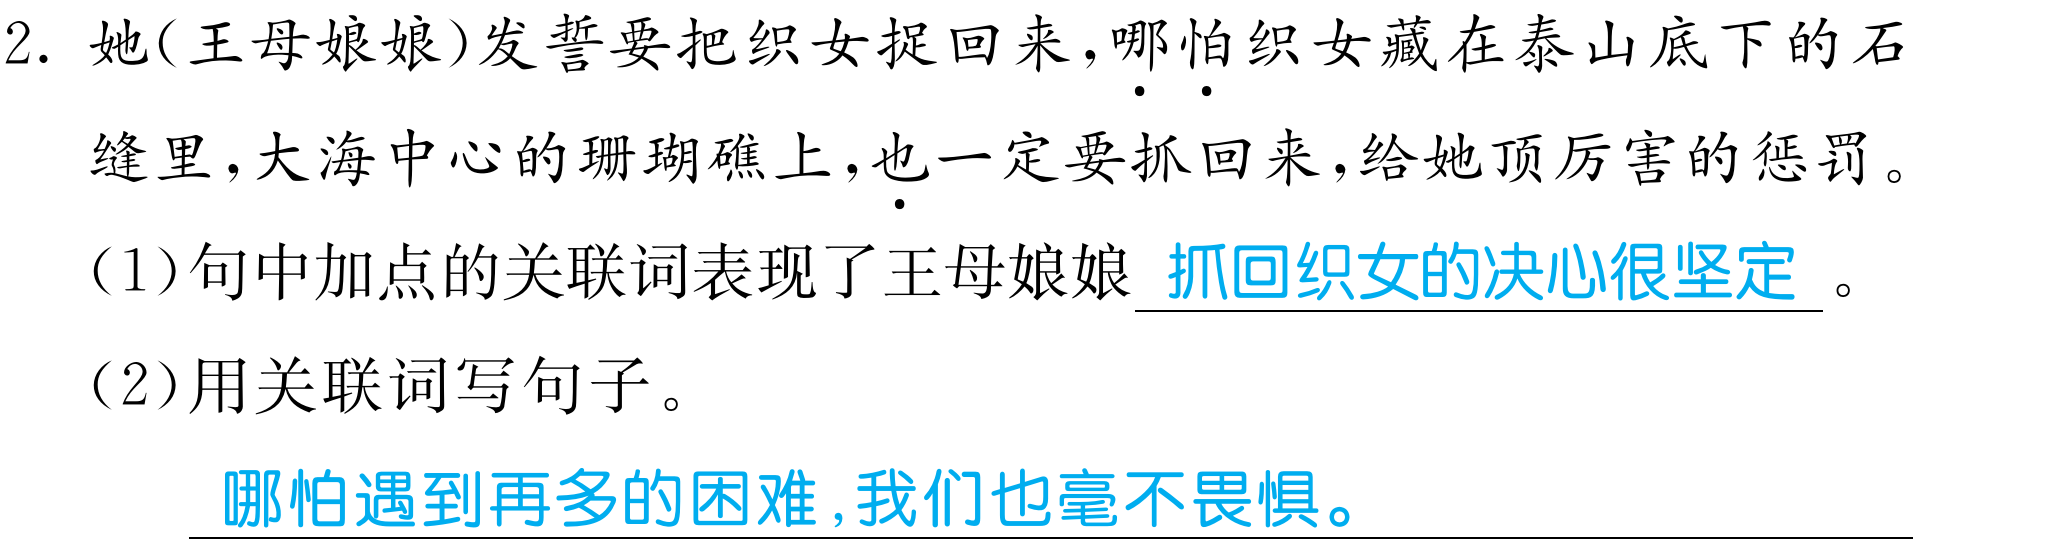 2. 她(王母娘娘)发誓要把织女捉回来,哪怕织女藏在泰山底下的石
缝里,大海中心的珊瑚礁上,也一定要抓回来,给她顶厉害的惩罚。
(1)句中加点的关联词表现了王母娘娘 抓回织女的决心很坚定 。
(2)用关联词写句子。
哪怕遇到再多的困难,我们也毫不畏惧。